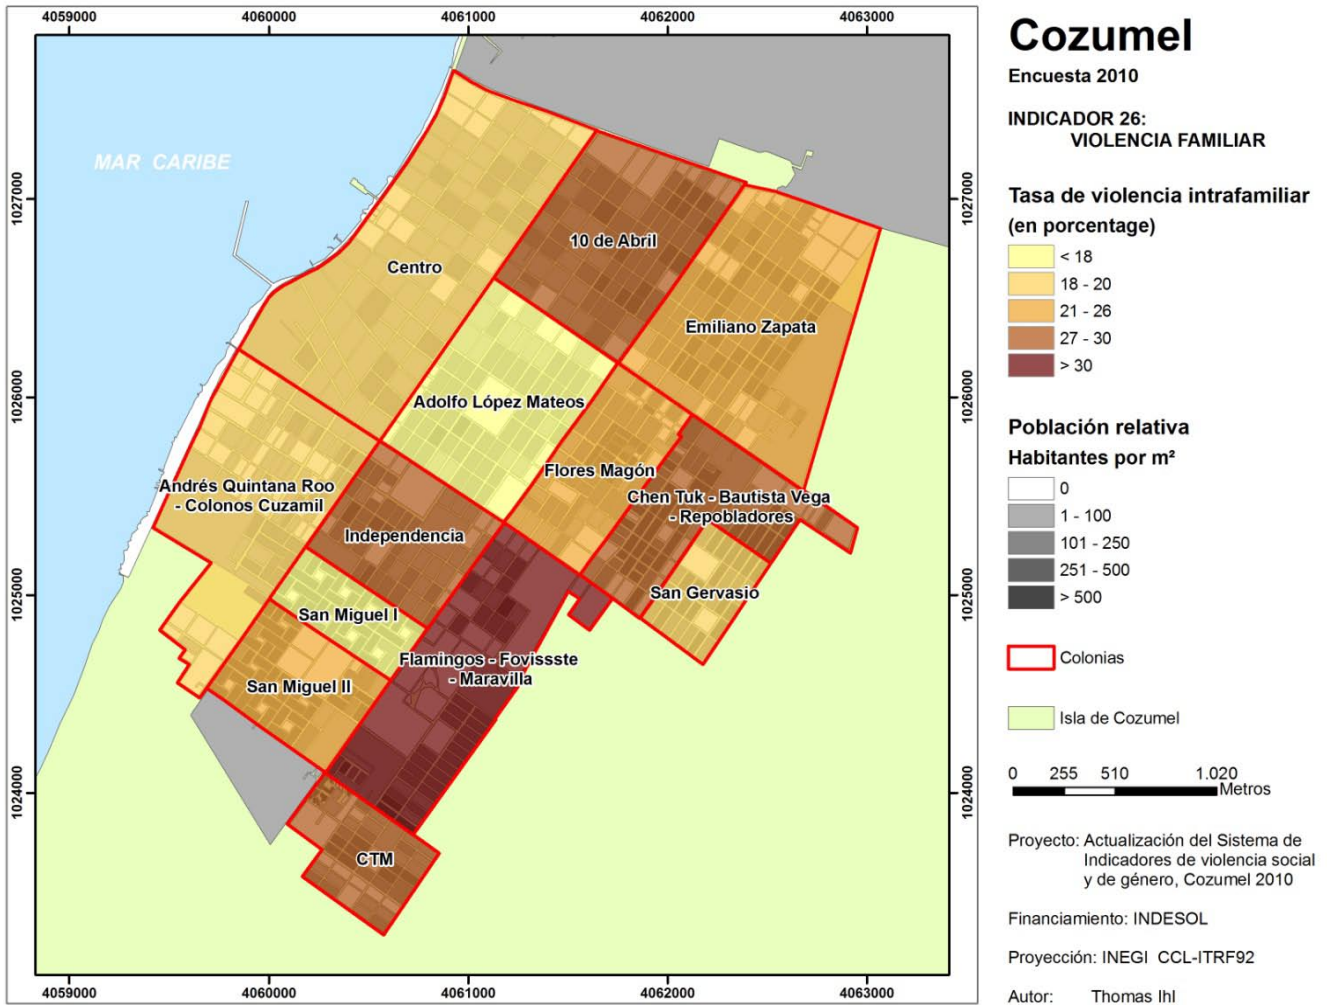 4059000 4060000 4061000 4062000 4063000
1027000 1027000
1026000 1026000
1025000 1025000
1024000 1024000
MAR CARIBE
Centro
10 de Abril
Emiliano Zapata
Adolfo López Mateos
Flores Magón
Andrés Quintana Roo
- Colonos Cuzamil
Chen Tuk - Bautista Vega
- Repobladores
Independencia
San Gervasio
San Miguel I
Flamingos - Fovissste
- Maravilla
San Miguel II
CTM
4059000 4060000 4061000 4062000 4063000
Cozumel
Encuesta 2010
INDICADOR 26:
VIOLENCIA FAMILIAR
Tasa de violencia intrafamiliar
(en porcentage)
< 18
18 - 20
21 - 26
27 - 30
> 30
Población relativa
Habitantes por m²
0
1 - 100
101 - 250
251 - 500
> 500
Colonias
Isla de Cozumel
0 255 510 1.020
Metros
Proyecto: Actualización del Sistema de
Indicadores de violencia social
y de género, Cozumel 2010
Financiamiento: INDESOL
Proyección: INEGI CCL-ITRF92
Autor: Thomas Ihl